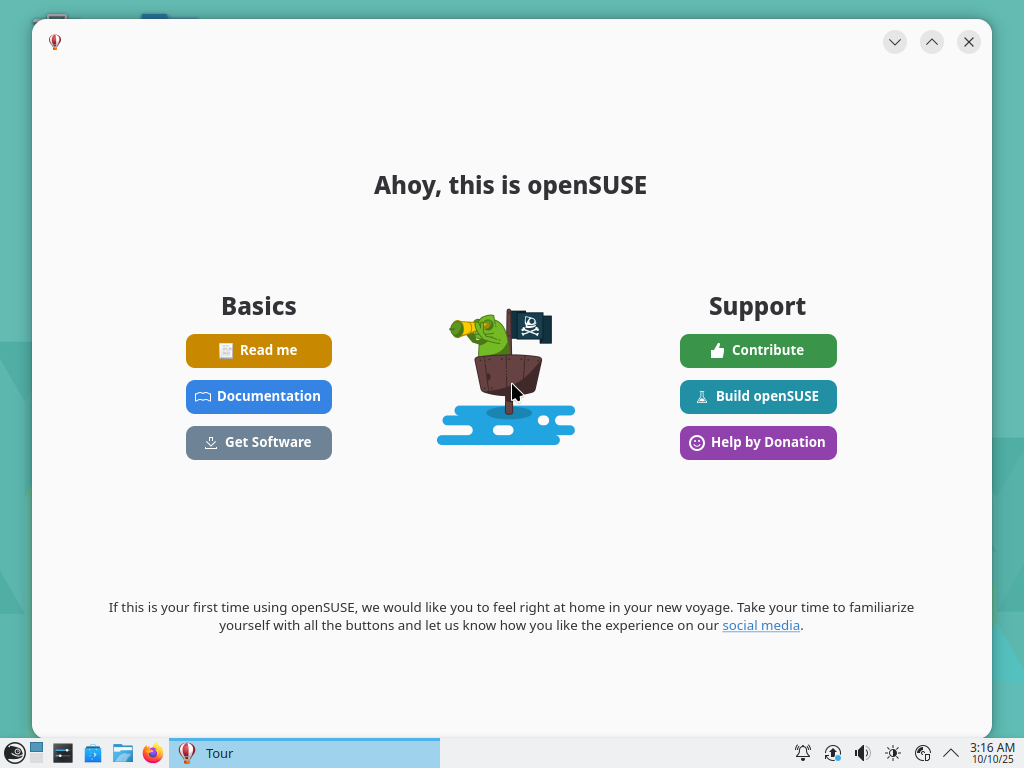 Ahoy, this is openSUSE
Basics
Read me
Documentation
Get Software
Support
Contribute
Build openSUSE
Help by Donation
If this is your first time using openSUSE, we would like you to feel right at home in your new voyage. Take your time to familiarize
yourself with all the buttons and let us know how you like the experience on our social media.
Tour
3:16 AM
10/10/25